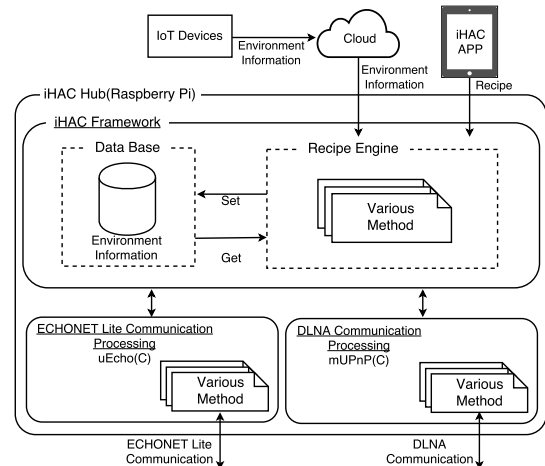 IoT Devices
Environment
Information
Cloud
iHAC
APP
Environment
Information
Recipe
iHAC Hub(Raspberry Pi)
iHAC Framework
Data Base
Environment
Information
Set
Get
Recipe Engine
Various
Method
ECHONET Lite Communication
Processing
uEcho(C)
Various
Method
DLNA Communication
Processing
mUPnP(C)
Various
Method
ECHONET Lite
Communication
DLNA
Communication